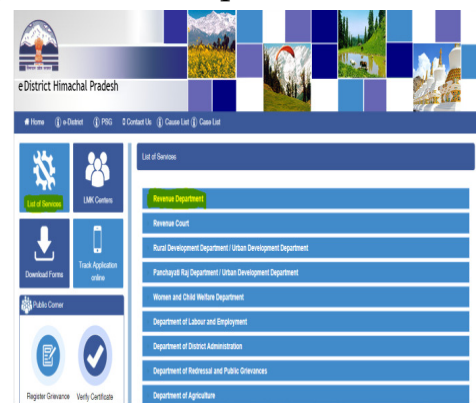 eDistrict Himachal Pradesh
Home e-District PSG Contact Us Cause List Case List
List of Services
LMK Centers
Download Forms
Track Application
online
Public Corner
Register Grievance
Verify Certificate
List of Services
Revenue Department
Revenue Court
Rural Development Department / Urban Development Department
Panchayati Raj Department / Urban Development Department
Women and Child Welfare Department
Department of Labour and Employment
Department of District Administration
Department of Redressal and Public Grievances
Department of Agriculture